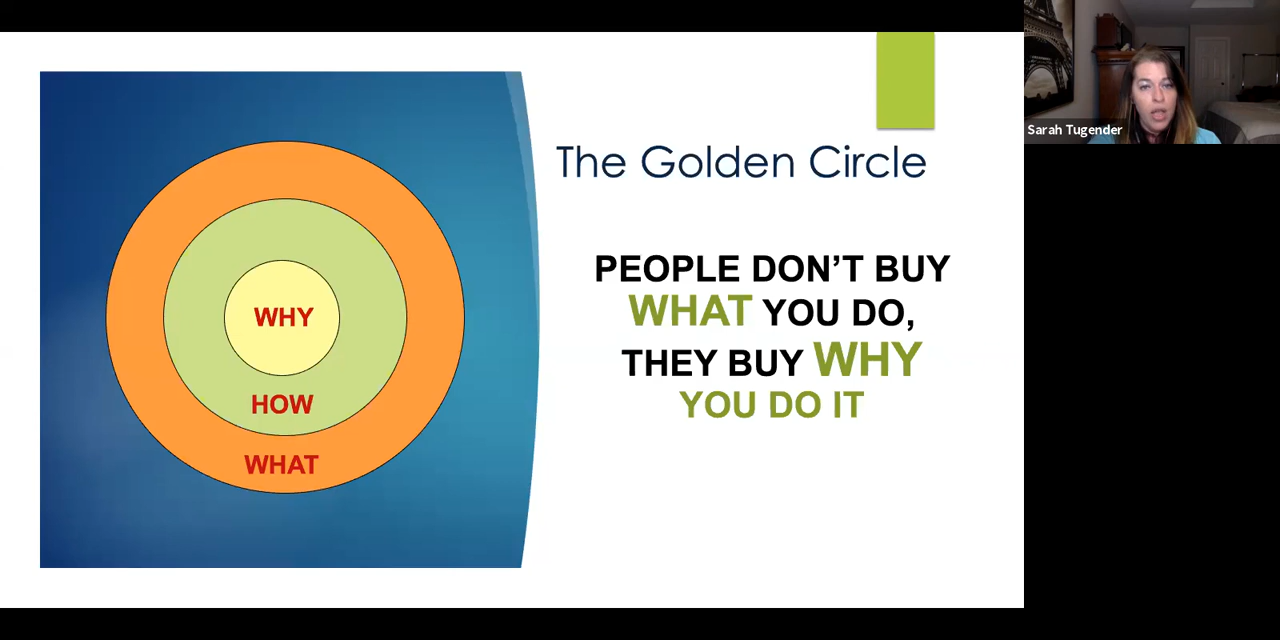 The Golden Circle
PEOPLE DON’T BUY
WHAT YOU DO,
THEY BUY WHY
YOU DO IT
WHY
HOW
WHAT
Sarah Tugender